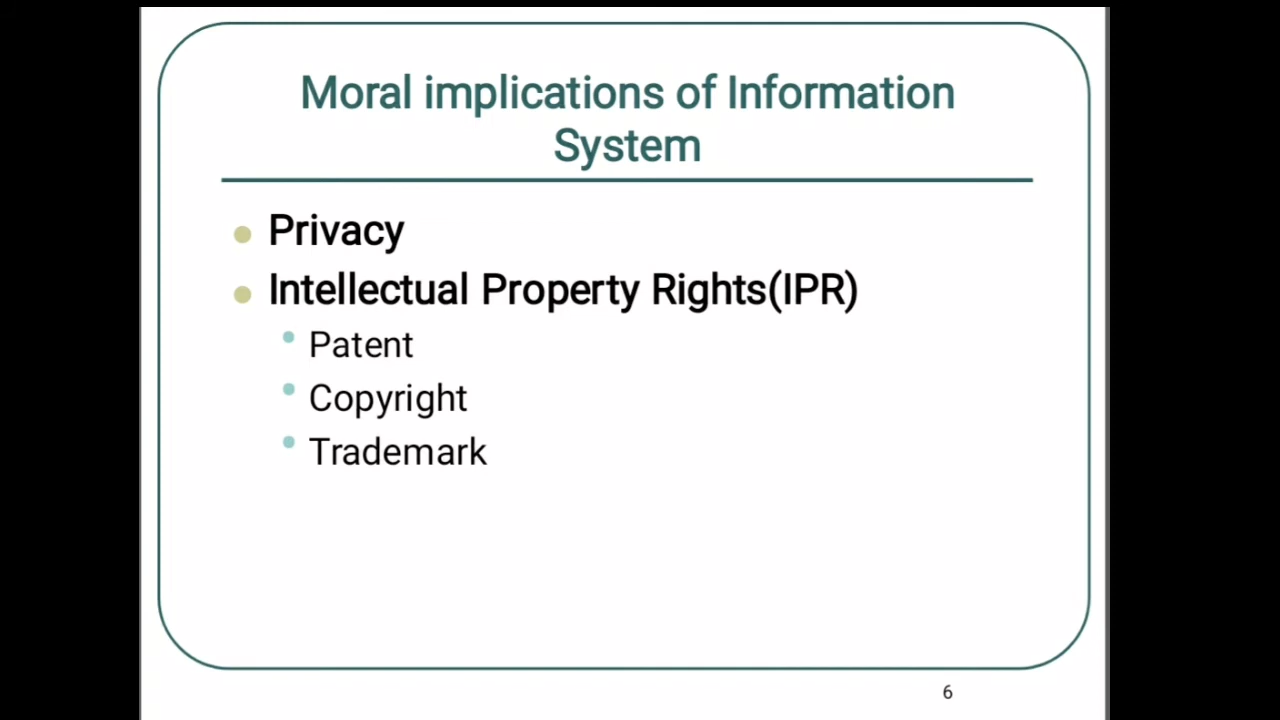 Moral implications of Information
System
Privacy
Intellectual Property Rights(IPR)
Patent
Copyright
Trademark
6